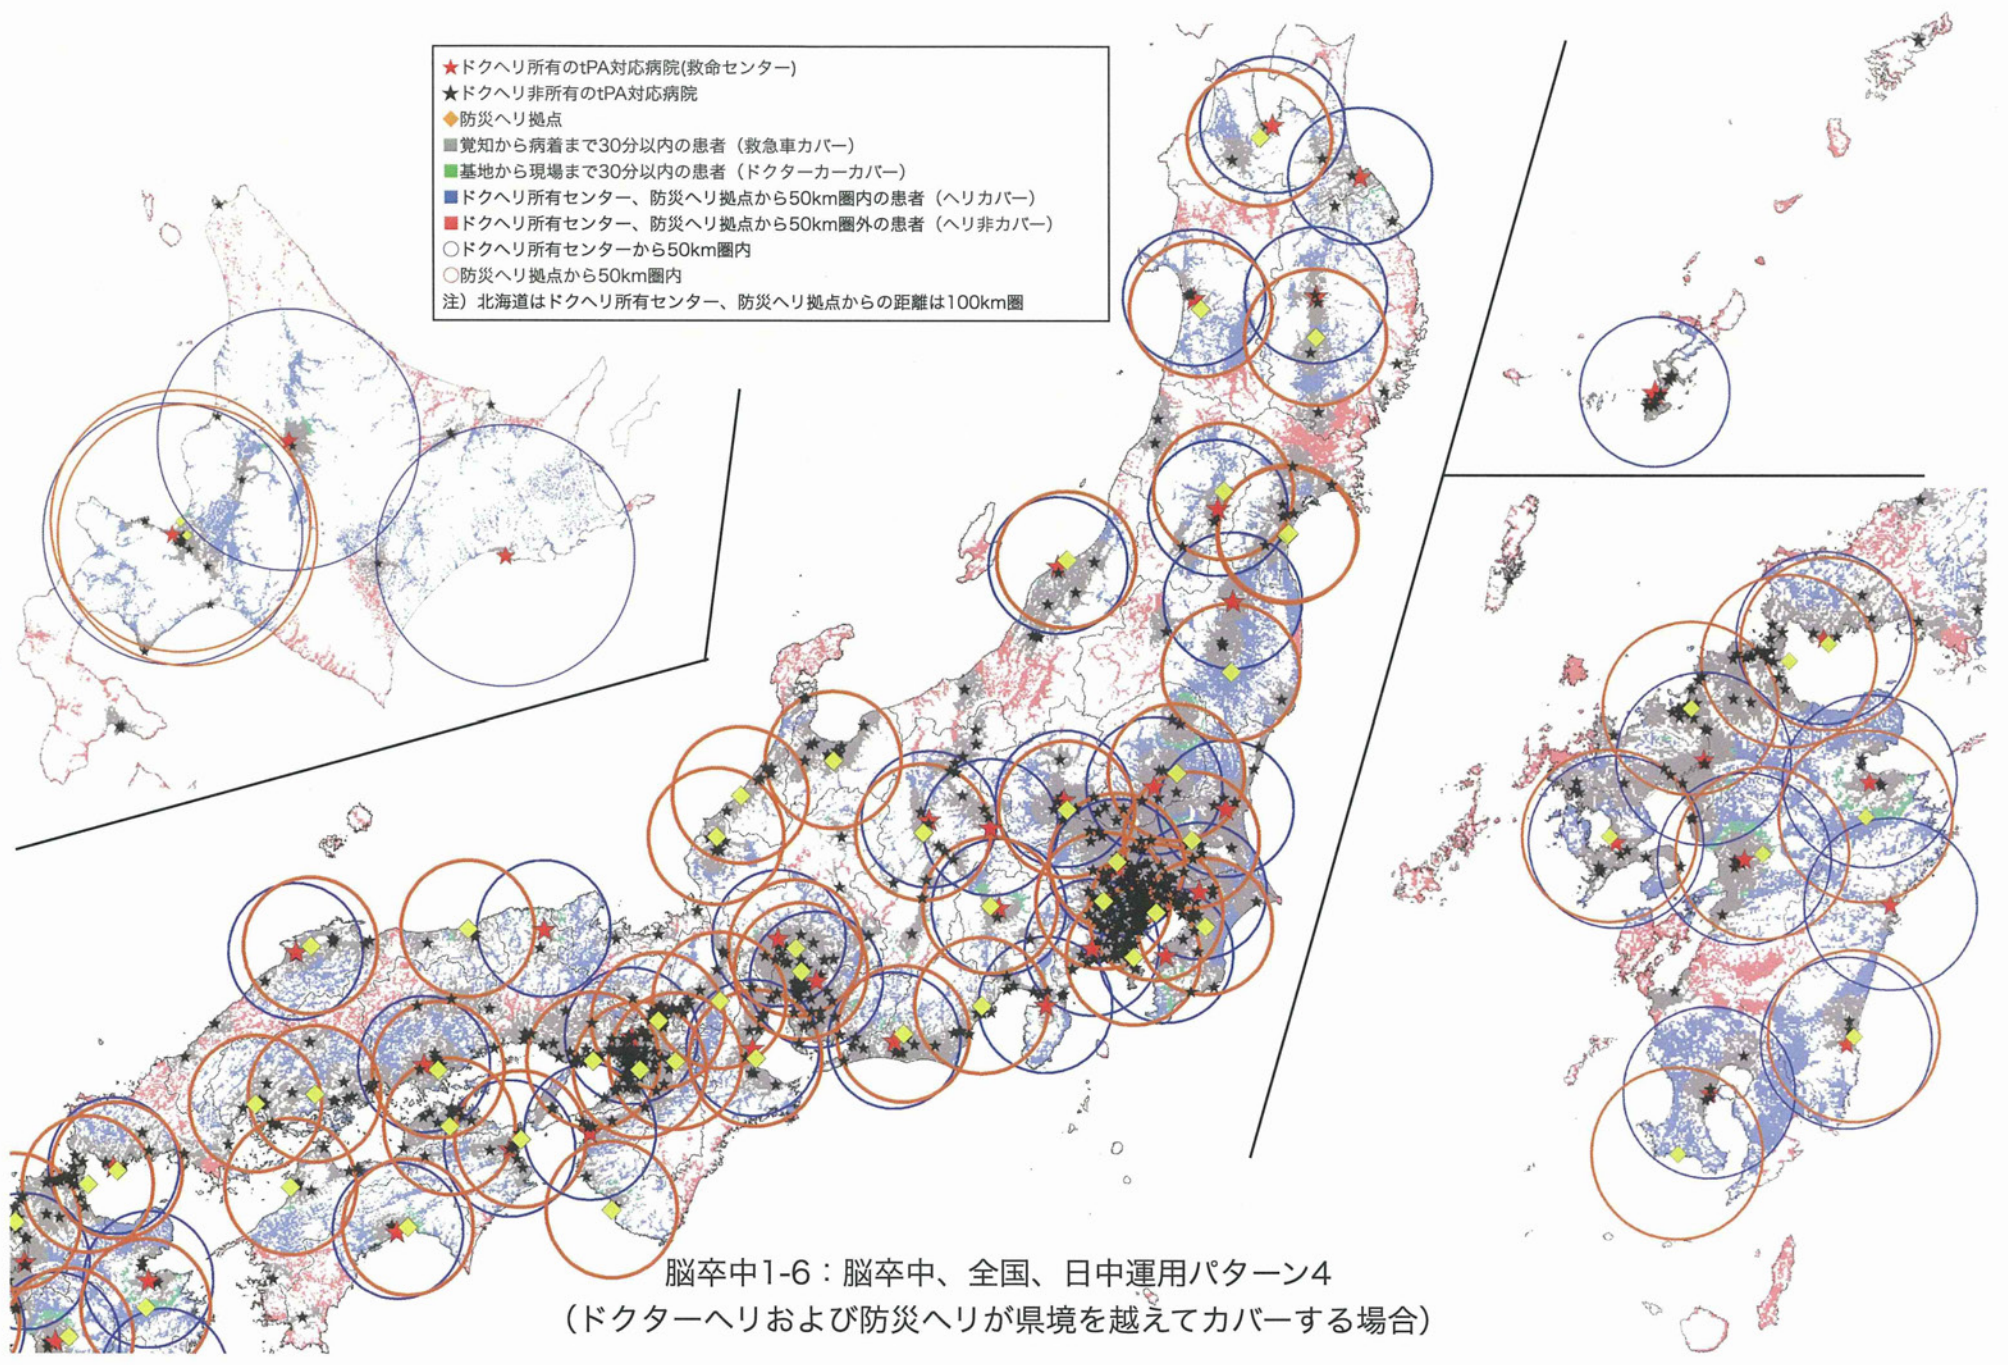 ★ドクヘリ所有のtPA対応病院(救命センター)
★ドクヘリ非所有のtPA対応病院
◆防災ヘリ拠点
■覚知から病着まで30分以内の患者（救急車カバー）
■基地から現場まで30分以内の患者（ドクターカーカバー）
■ドクヘリ所有センター、防災ヘリ拠点から50km圏内の患者（ヘリカバー）
■ドクヘリ所有センター、防災ヘリ拠点から50km圏外の患者（ヘリ非カバー）
○ドクヘリ所有センターから50km圏内
○防災ヘリ拠点から50km圏内
注）北海道はドクヘリ所有センター、防災ヘリ拠点からの距離は100km圏
脳卒中1-6：脳卒中、全国、日中運用パターン4
（ドクターヘリおよび防災ヘリが県境を越えてカバーする場合）